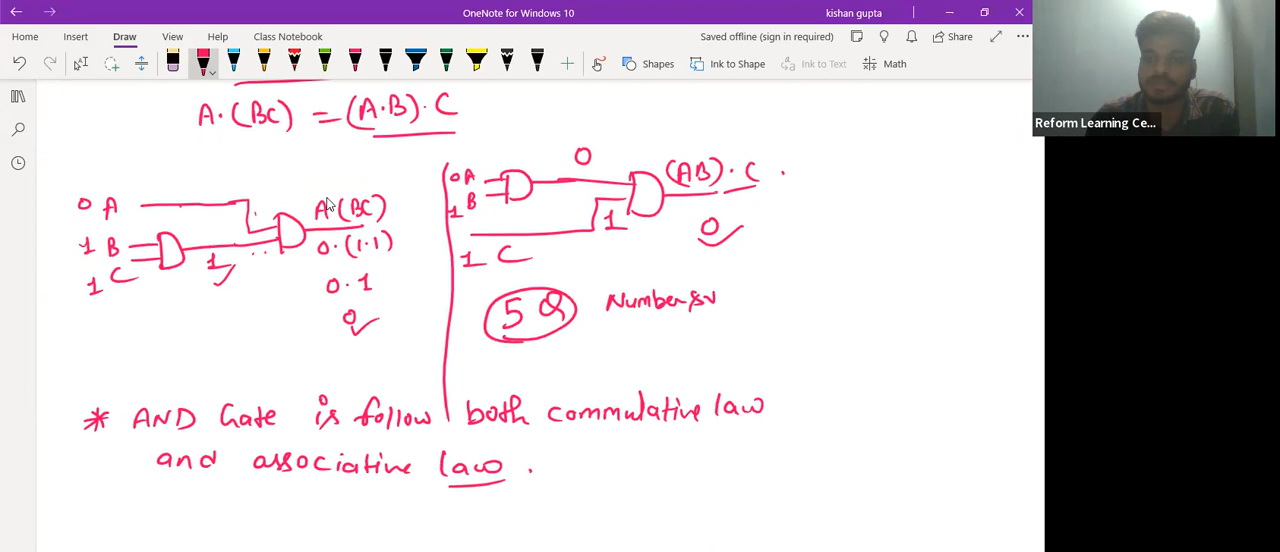 OneNote for Windows 10
kishan gupta
Home Insert Draw View Help Class Notebook
Saved offline (sign in required)
Share
Shapes
Ink to Shape
Ink to Text
Math
Reform Learning Ce...
A.(BC) = (A.B).C
0 A
1 B
1 C
1
A.(BC)
0.(1.1)
0.1
0
0 A
1 B
0
1
1 C
(AB).C.
0
5 Q
Number sv
* AND Gate is follow both commulative law
and associative law.